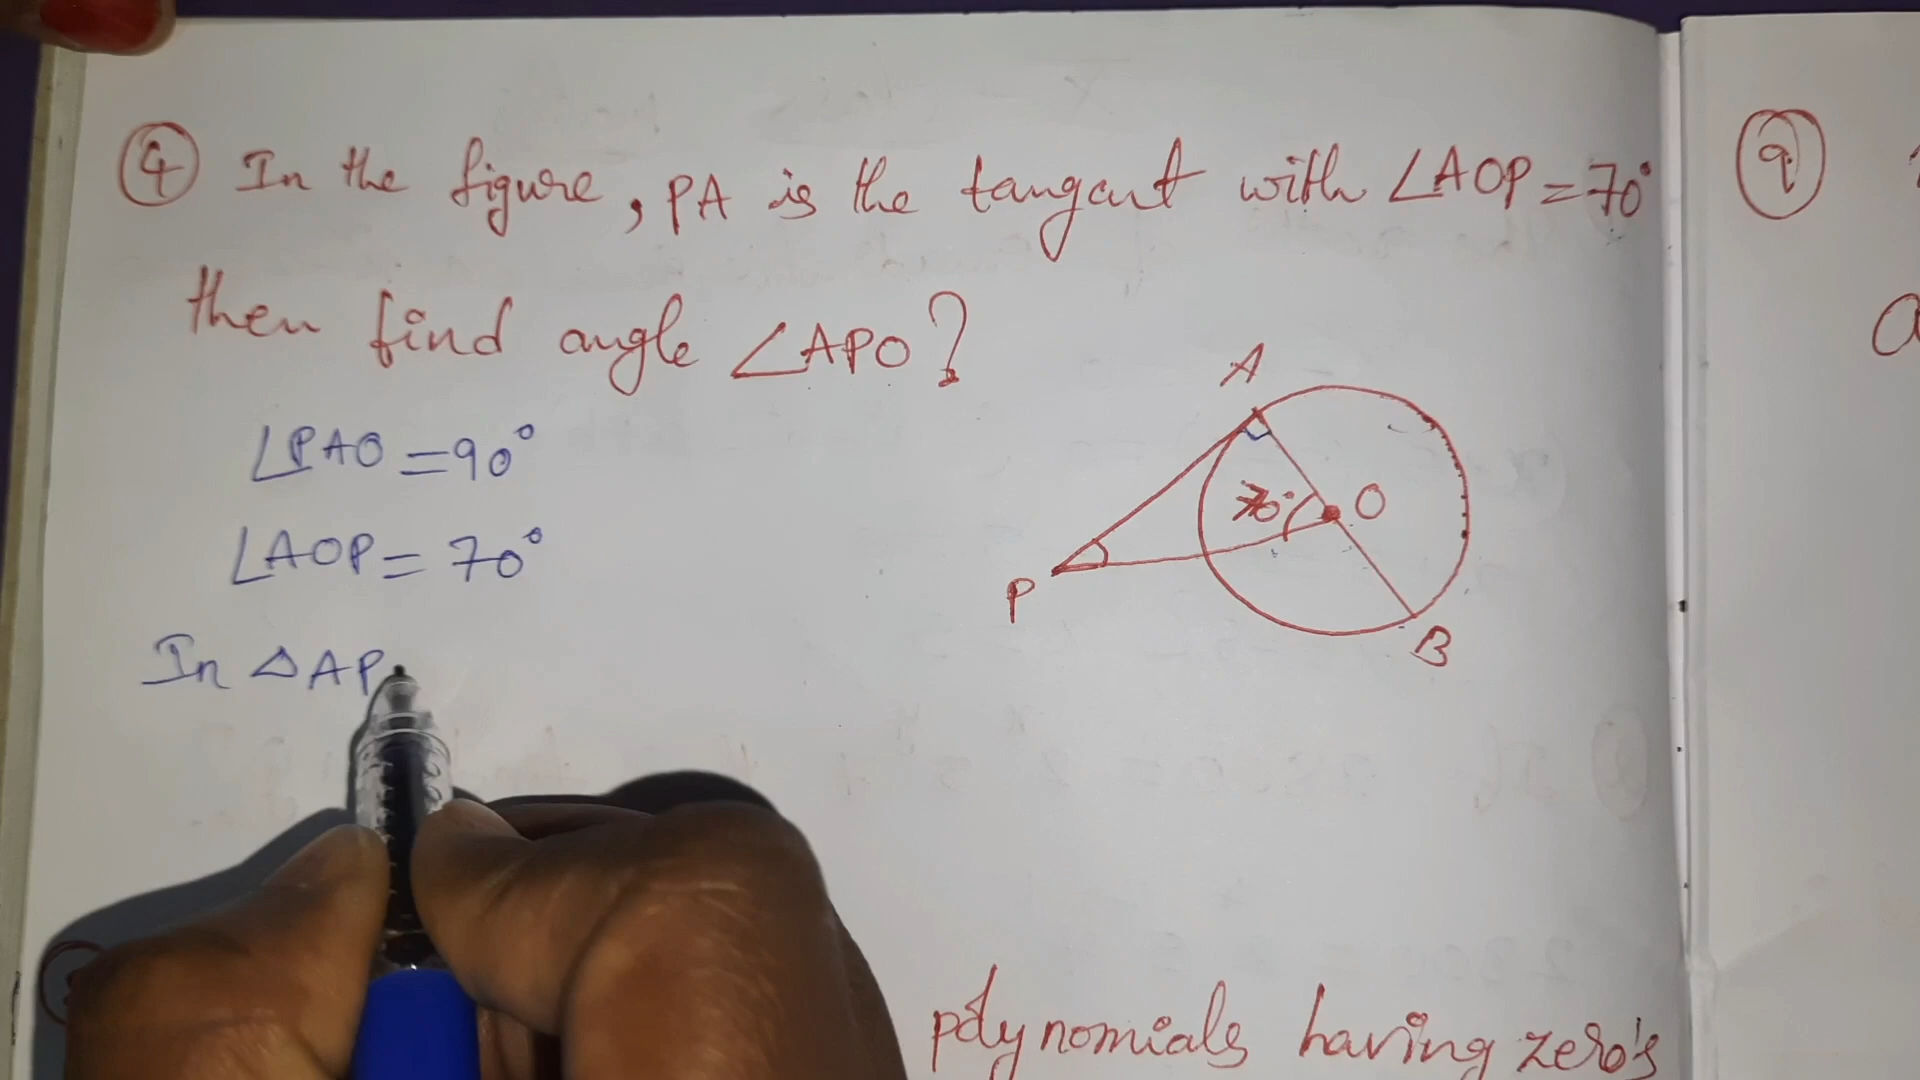 ④ In the figure, PA is the tangent with ∠AOP = 70°
then find angle ∠APO?
∠PAO = 90°
∠AOP = 70°
In △AP
A
70°
O
P
B
polynomials having zero's
⑨